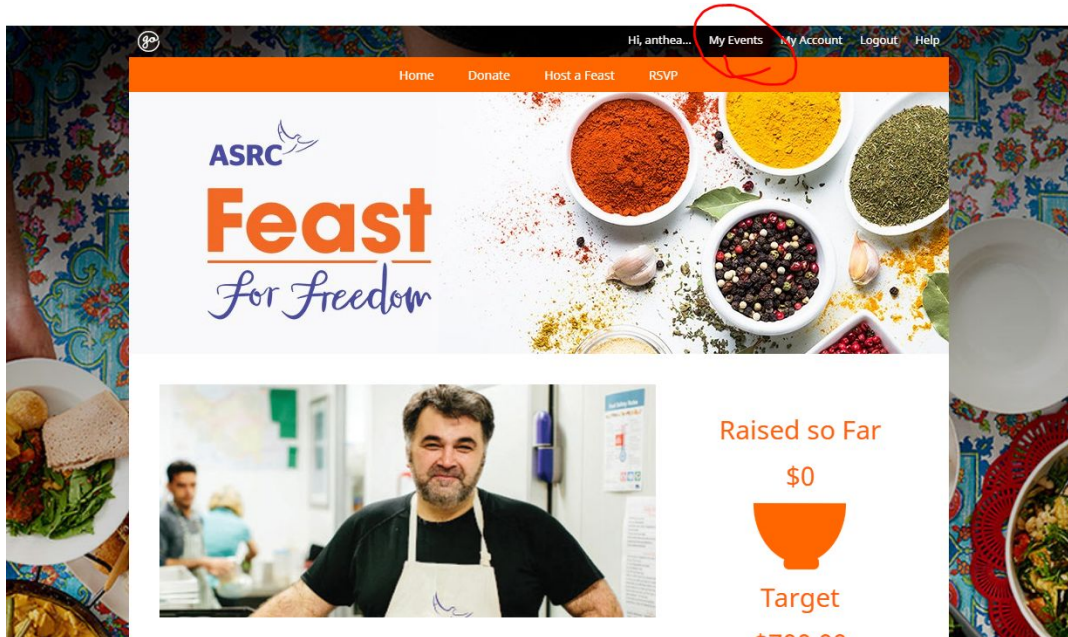 go
Hi, anthea... My Events My Account Logout Help
Home Donate Host a Feast RSVP
ASRC
Feast
for freedom
Raised so Far
$0
Target